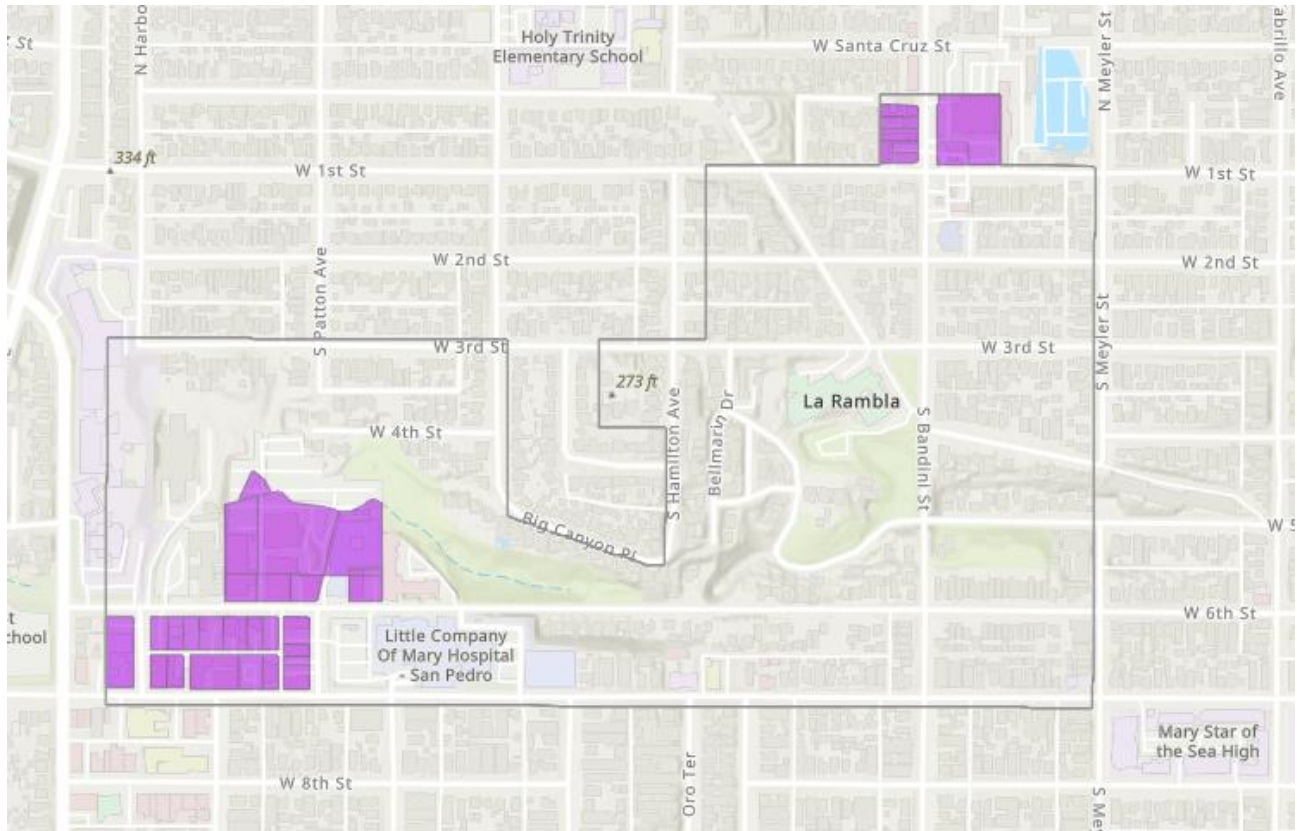 St
N Harbo
Holy Trinity
Elementary School
W Santa Cruz St
N Meyler St
abrillo Ave
334 ft
W 1st St
W 1st St
S Patton Ave
W 2nd St
W 2nd St
W 3rd St
W 3rd St
S Meyler St
273 ft
La Rambla
S Hamilton Ave
Bellmarin Dr
S Bandini St
W 4th St
Big Canyon Pl
W 5
W 6th St
chool
Little Company
Of Mary Hospital
- San Pedro
Mary Star of
the Sea High
W 8th St
Oro Ter
S Me